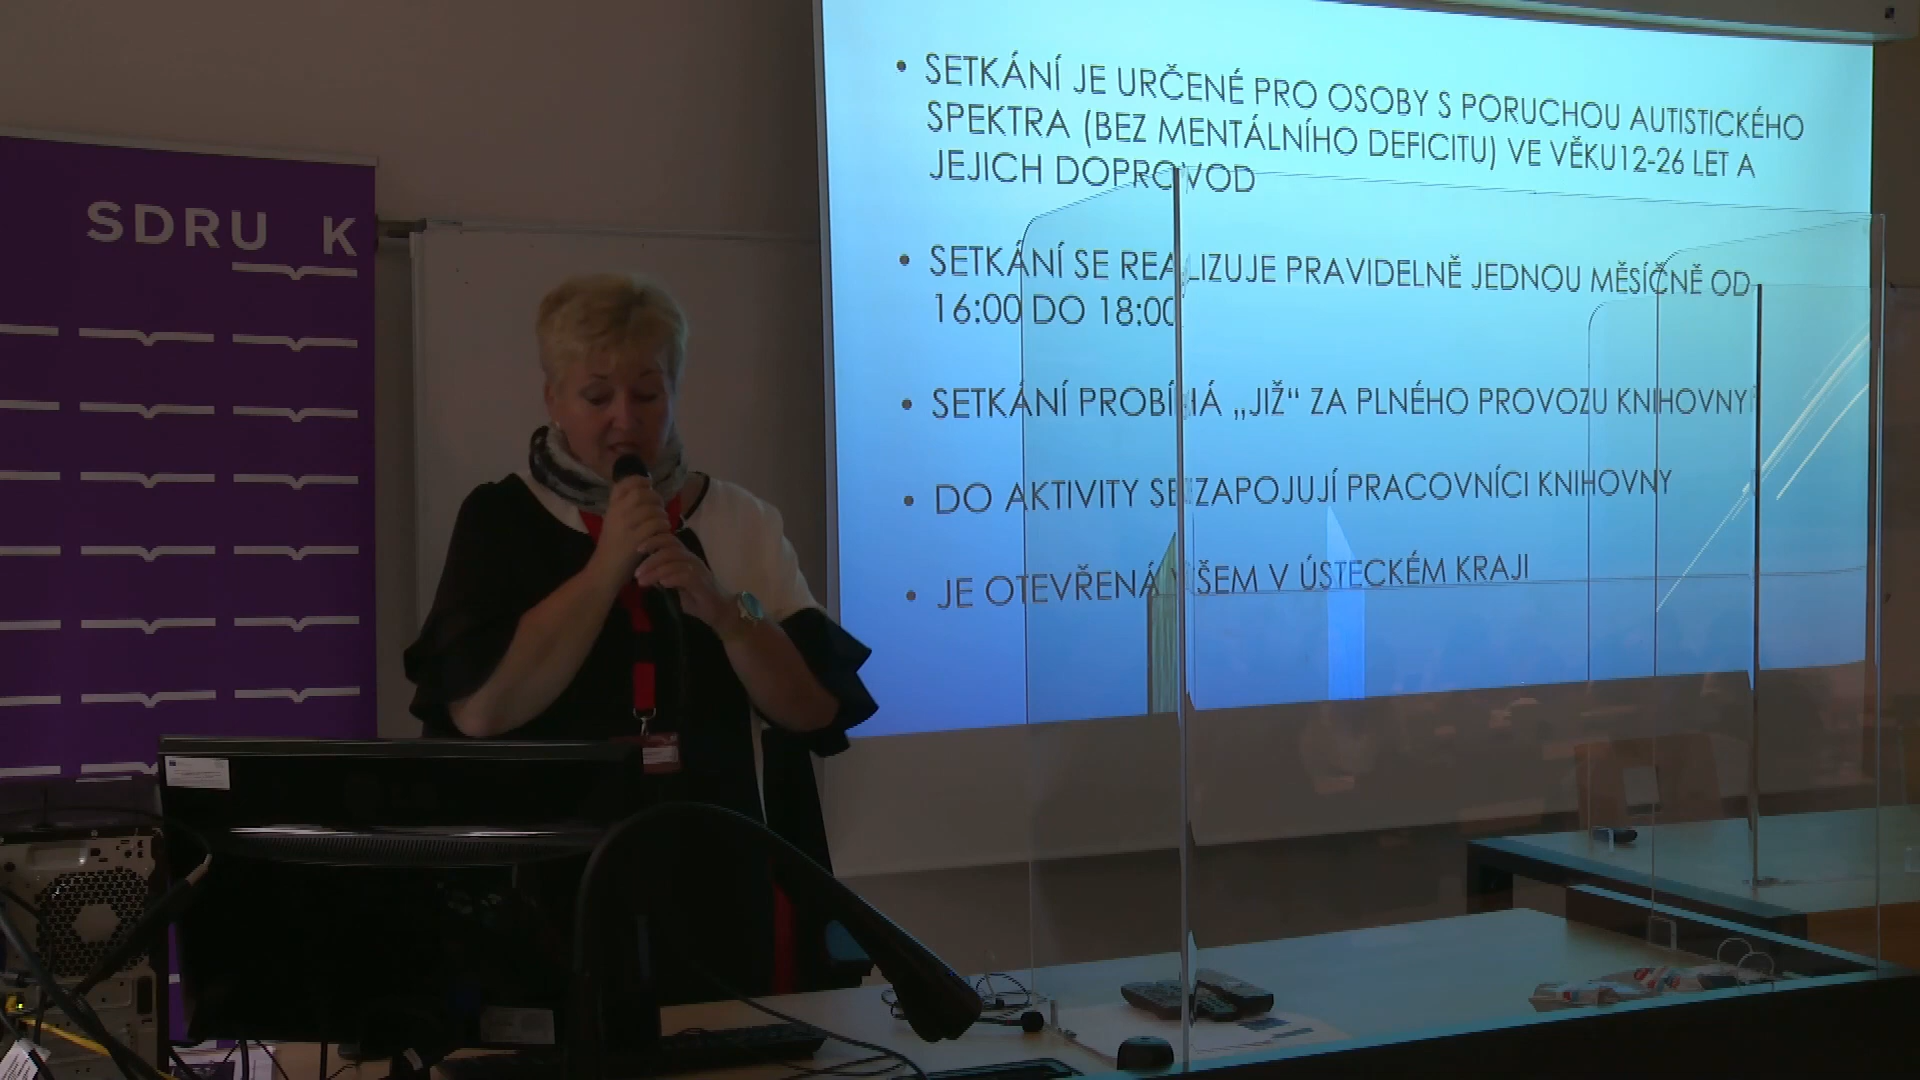 SDRU K
• SETKÁNÍ JE URČENÉ PRO OSOBY S PORUCHOU AUTISTICKÉHO
SPEKTRA (BEZ MENTÁLNÍHO DEFICITU) VE VĚKU12-26 LET A
JEJICH DOPROVOD
• SETKÁNÍ SE REALIZUJE PRAVIDELNĚ JEDNOU MĚSÍČNĚ OD
16:00 DO 18:00
• SETKÁNÍ PROBÍHÁ „JIŽ“ ZA PLNÉHO PROVOZU KNIHOVNY
• DO AKTIVITY SE ZAPOJUJÍ PRACOVNÍCI KNIHOVNY
• JE OTEVŘENÁ VŠEM V ÚSTECKÉM KRAJI